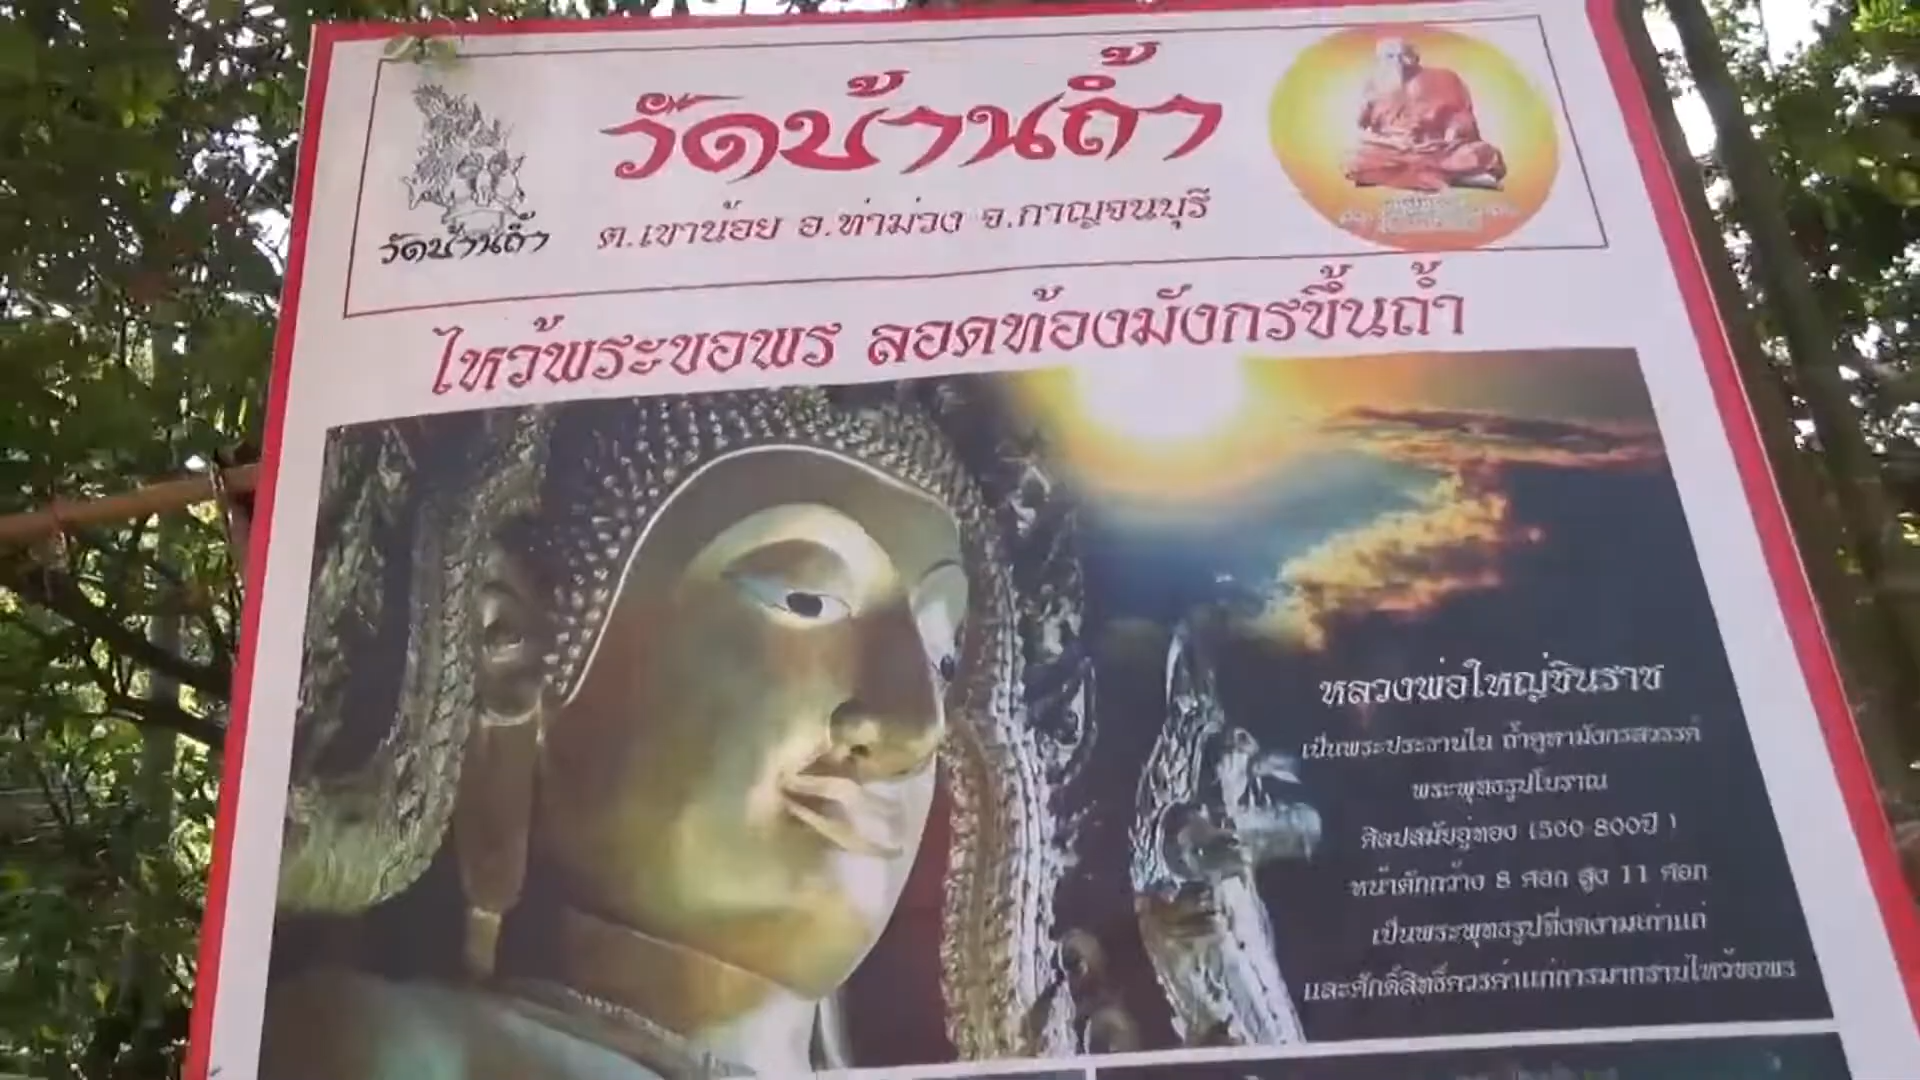 วัดบ้านถ้ำ
วัดบ้านถ้ำ
ต.เขาน้อย อ.ท่าม่วง จ.กาญจนบุรี
ไหว้พระขอพร ลอดท้องมังกรขึ้นถ้ำ
หลวงพ่อใหญ่ชินราช
เป็นพระประธานใน ถ้ำคูหามังกรสวรรค์
พระพุทธรูปโบราณ
ศิลปสมัยอู่ทอง (500 800ปี )
หน้าตักกว้าง 8 ศอก สูง 11 ศอก
เป็นพระพุทธรูปที่งดงามเก่าแก่
และศักดิ์สิทธิ์ควรค่าแก่การมากราบไหว้ขอพร